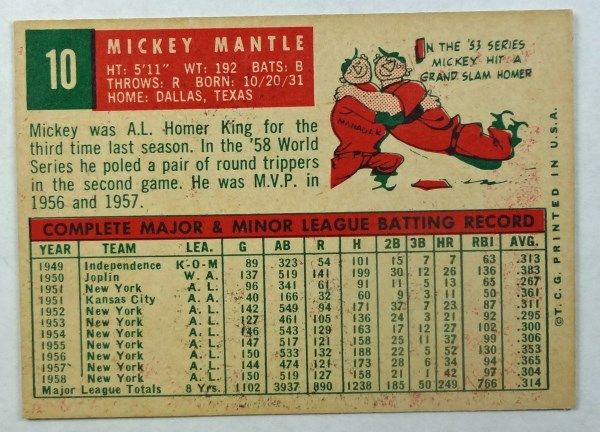 10
MICKEY MANTLE
HT: 5'11" WT: 192 BATS: B
THROWS: R BORN: 10/20/31
HOME: DALLAS, TEXAS
IN THE '53 SERIES
MICKEY HIT A
GRAND SLAM HOMER
MANAGER
Mickey was A.L. Homer King for the
third time last season. In the '58 World
Series he poled a pair of round trippers
in the second game. He was M.V.P. in
1956 and 1957.
COMPLETE MAJOR & MINOR LEAGUE BATTING RECORD
YEAR TEAM LEA. G AB R H 2B 3B HR RBI AVG.
1949 Independence K-O-M 89 323 54 101 15 7 7 63 .313
1950 Joplin W. A. 137 519 141 199 30 12 26 136 .383
1951 New York A. L. 96 341 61 91 11 5 13 65 .267
1951 Kansas City A. A. 40 166 32 60 9 3 11 50 .361
1952 New York A. L. 142 549 94 171 37 7 23 87 .311
1953 New York A. L. 127 461 105 136 24 3 21 92 .295
1954 New York A. L. 146 543 129 163 17 12 27 102 .300
1955 New York A. L. 147 517 121 158 25 11 37 99 .306
1956 New York A. L. 150 533 132 188 22 5 52 130 .353
1957 New York A. L. 144 474 121 173 28 6 34 94 .365
1958 New York A. L. 150 519 127 158 21 1 42 97 .304
Major League Totals 8 Yrs. 1102 3937 890 1238 185 50 249 766 .314
©T.C.G. PRINTED IN U.S.A.